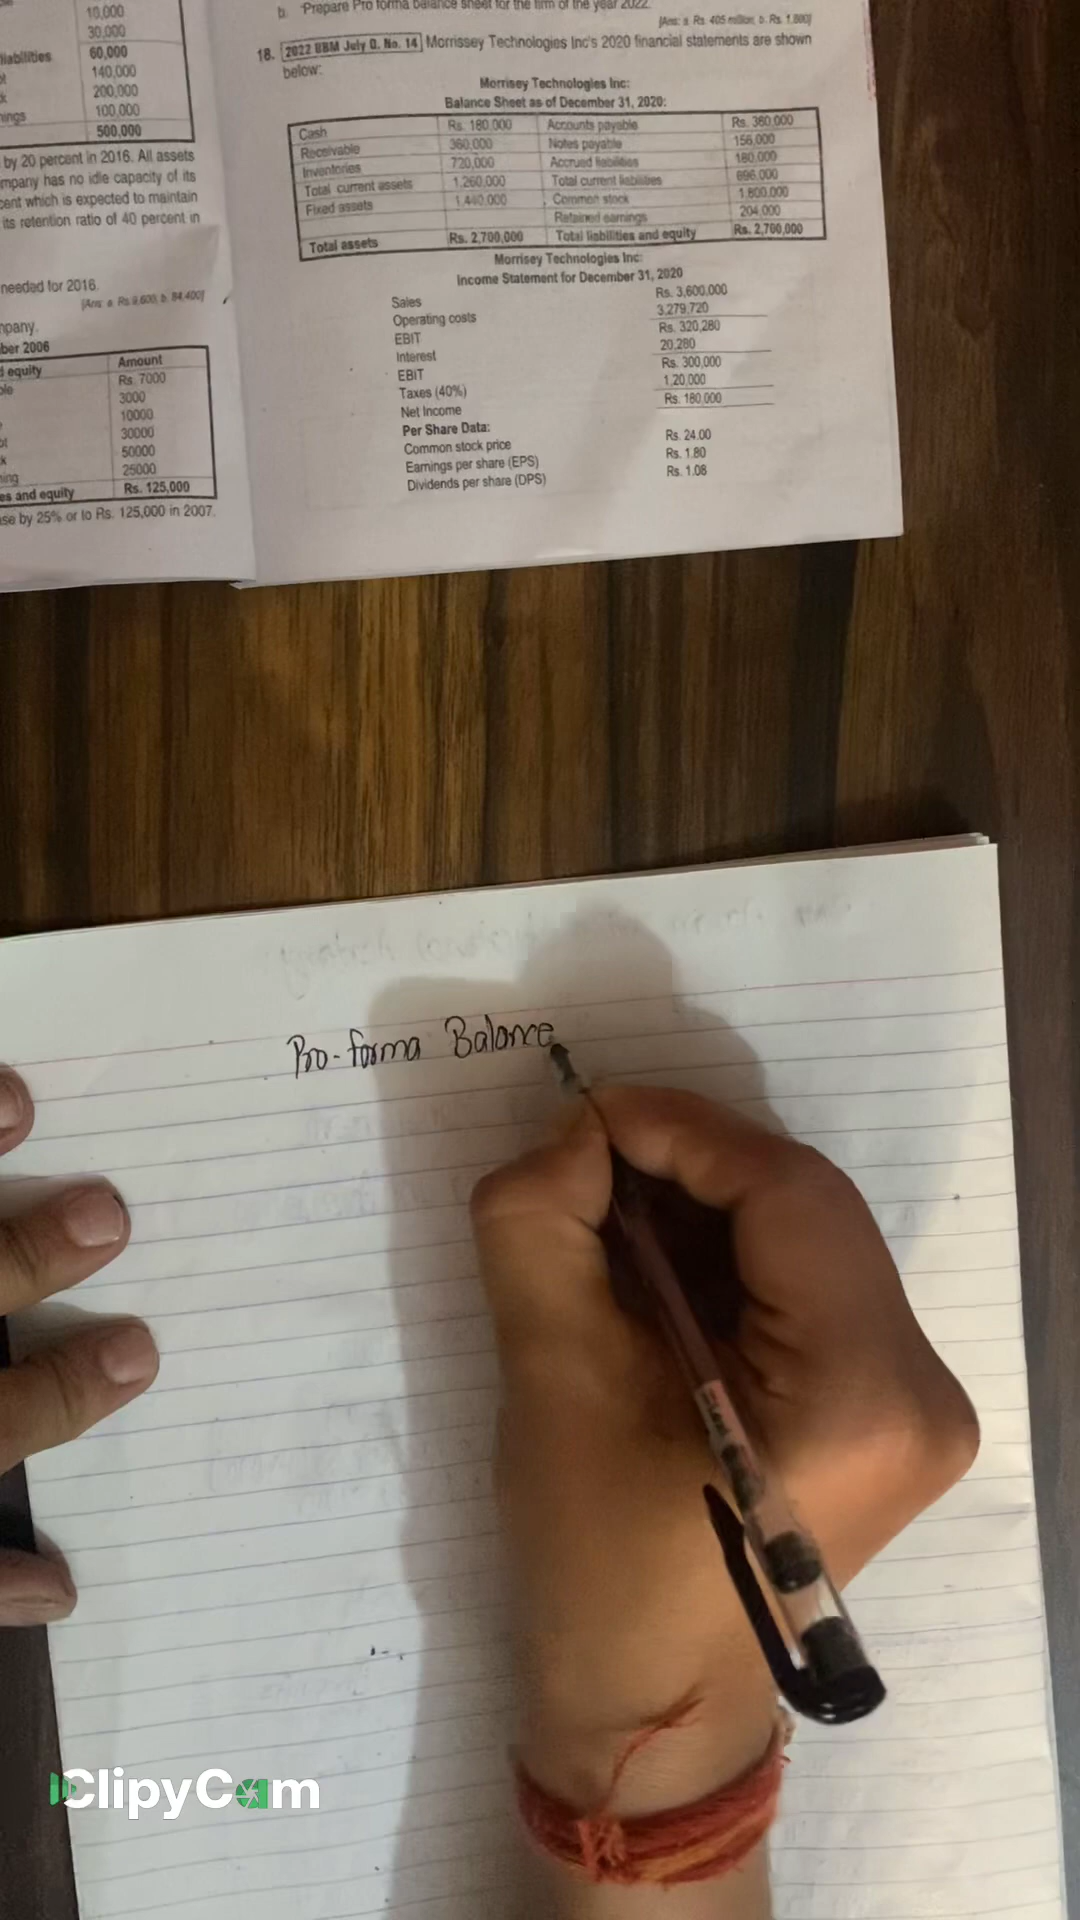 10,000
30,000
liabilities 60,000
140,000
200,000
100,000
500,000
by 20 percent in 2016. All assets
mpany has no idle capacity of its
cent which is expected to maintain
its retention ratio of 40 percent in
needed for 2016.
npany.
ber 2006
equity Amount
Rs. 7000
3000
10000
30000
50000
25000
es and equity Rs. 125,000
ase by 25% or to Rs. 125,000 in 2007.
b. Prepare Pro forma balance sheet for the firm of the year 2022.
[Ans: a. Rs. 405 million, b. Rs. 1,800]
18. 2022 BBM July Q. No. 14 Morrissey Technologies Inc's 2020 financial statements are shown
below:
Morrisey Technologies Inc:
Balance Sheet as of December 31, 2020:
Cash Rs. 180,000 Accounts payable Rs. 360,000
Receivable 360,000 Notes payable 156,000
Inventories 720,000 Accrued liabilities 180,000
Total current assets 1,260,000 Total current liabilities 696,000
Fixed assets 1,440,000 Common stock 1,800,000
Retained earnings 204,000
Total assets Rs. 2,700,000 Total liabilities and equity Rs. 2,700,000
Morrisey Technologies Inc:
Income Statement for December 31, 2020
Sales Rs. 3,600,000
Operating costs 3,279,720
EBIT Rs. 320,280
Interest 20,280
EBIT Rs. 300,000
Taxes (40%) 1,20,000
Net Income Rs. 180,000
Per Share Data:
Common stock price Rs. 24.00
Earnings per share (EPS) Rs. 1.80
Dividends per share (DPS) Rs. 1.08
Pro-forma Balance
ClipyCam